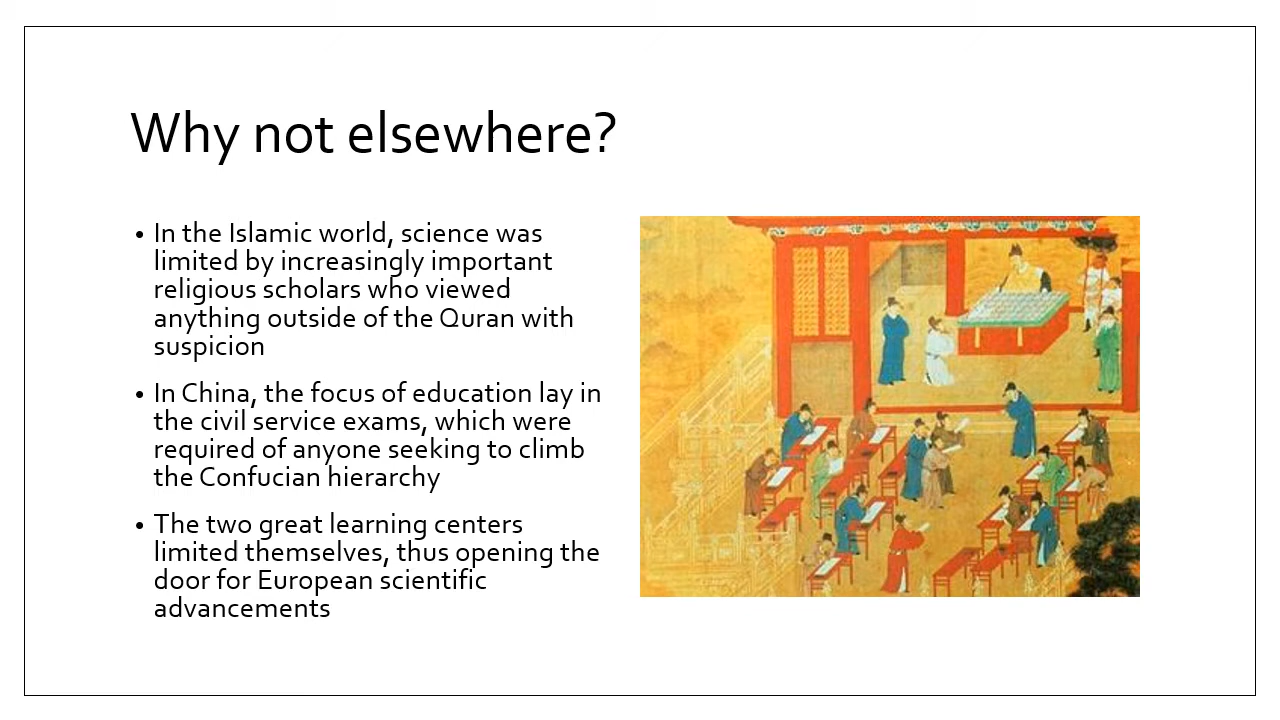 Why not elsewhere?
• In the Islamic world, science was
limited by increasingly important
religious scholars who viewed
anything outside of the Quran with
suspicion
• In China, the focus of education lay in
the civil service exams, which were
required of anyone seeking to climb
the Confucian hierarchy
• The two great learning centers
limited themselves, thus opening the
door for European scientific
advancements